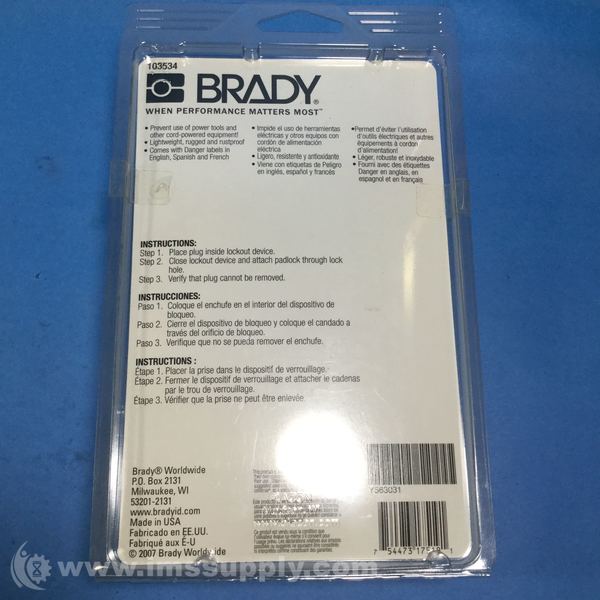 103534
BRADY®
WHEN PERFORMANCE MATTERS MOST™
• Prevent use of power tools and
other cord-powered equipment!
• Lightweight, rugged and rustproof
• Comes with Danger labels in
English, Spanish and French
• Impide el uso de herramientas
eléctricas y otros equipos con
cordón de alimentación
eléctrica
• Ligero, resistente y antioxidante
• Viene con etiquetas de Peligro
en inglés, español y francés
•Permet d'éviter l'utilisation
d'outils électriques et autres
équipements à cordon
d'alimentation!
• Léger, robuste et inoxydable
• Fourni avec des étiquettes
Danger en anglais, en
espagnol et en français
INSTRUCTIONS:
Step 1. Place plug inside lockout device.
Step 2. Close lockout device and attach padlock through lock
hole.
Step 3. Verify that plug cannot be removed.
INSTRUCCIONES:
Paso 1. Coloque el enchufe en el interior del dispositivo de
bloqueo.
Paso 2. Cierre el dispositivo de bloqueo y coloque el candado a
través del orificio de bloqueo.
Paso 3. Verifique que no se pueda remover el enchufe.
INSTRUCTIONS :
Étape 1. Placer la prise dans le dispositif de verrouillage.
Étape 2. Fermer le dispositif de verrouillage et attacher le cadenas
par le trou de verrouillage.
Étape 3. Vérifier que la prise ne peut être enlevée.
Brady® Worldwide
P.O. Box 2131
Milwaukee, WI
53201-2131
www.bradyid.com
Made in USA
Fabricado en EE.UU.
Fabriqué aux E-U
© 2007 Brady Worldwide
Y563031
www.imssupply.com